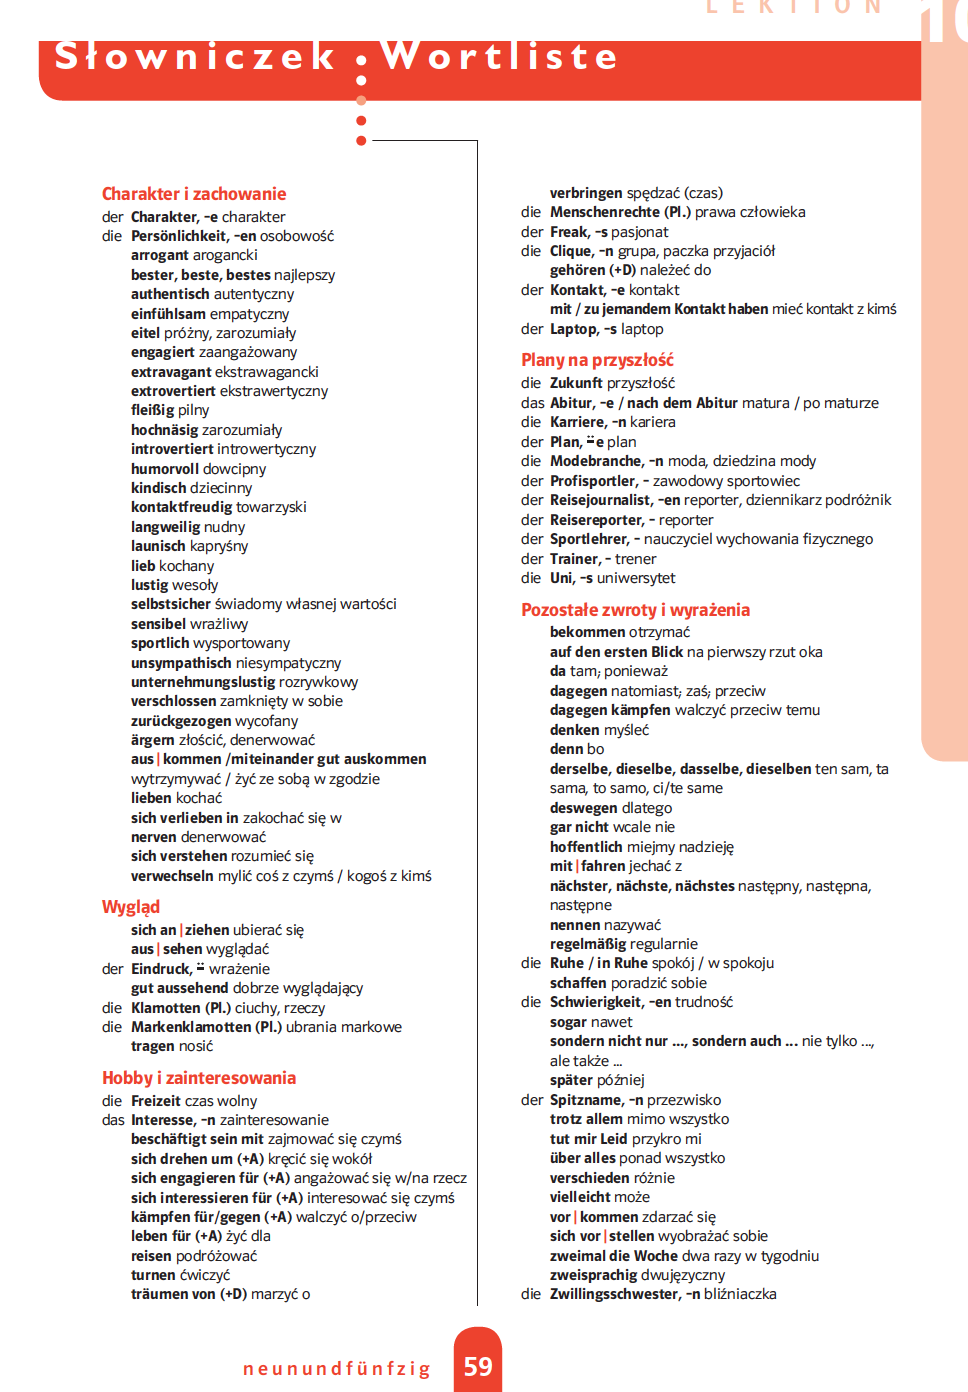 LEKTION
10
Słowniczek Wortliste
Charakter i zachowanie
der Charakter, -e charakter
die Persönlichkeit, -en osobowość
arrogant arogancki
bester, beste, bestes najlepszy
authentisch autentyczny
einfühlsam empatyczny
eitel próżny, zarozumiały
engagiert zaangażowany
extravagant ekstrawagancki
extrovertiert ekstrawertyczny
fleißig pilny
hochnäsig zarozumiały
introvertiert introwertyczny
humorvoll dowcipny
kindisch dziecinny
kontaktfreudig towarzyski
langweilig nudny
launisch kapryśny
lieb kochany
lustig wesoły
selbstsicher świadomy własnej wartości
sensibel wrażliwy
sportlich wysportowany
unsympathisch niesympatyczny
unternehmungslustig rozrywkowy
verschlossen zamknięty w sobie
zurückgezogen wycofany
ärgern złościć, denerwować
aus|kommen /miteinander gut auskommen
wytrzymywać / żyć ze sobą w zgodzie
lieben kochać
sich verlieben in zakochać się w
nerven denerwować
sich verstehen rozumieć się
verwechseln mylić coś z czymś / kogoś z kimś
Wygląd
sich an|ziehen ubierać się
aus|sehen wyglądać
der Eindruck, ⸚ wrażenie
gut aussehend dobrze wyglądający
die Klamotten (Pl.) ciuchy, rzeczy
die Markenklamotten (Pl.) ubrania markowe
tragen nosić
Hobby i zainteresowania
die Freizeit czas wolny
das Interesse, -n zainteresowanie
beschäftigt sein mit zajmować się czymś
sich drehen um (+A) kręcić się wokół
sich engagieren für (+A) angażować się w/na rzecz
sich interessieren für (+A) interesować się czymś
kämpfen für/gegen (+A) walczyć o/przeciw
leben für (+A) żyć dla
reisen podróżować
turnen ćwiczyć
träumen von (+D) marzyć o
verbringen spędzać (czas)
die Menschenrechte (Pl.) prawa człowieka
der Freak, -s pasjonat
die Clique, -n grupa, paczka przyjaciół
gehören (+D) należeć do
der Kontakt, -e kontakt
mit / zu jemandem Kontakt haben mieć kontakt z kimś
der Laptop, -s laptop
Plany na przyszłość
die Zukunft przyszłość
das Abitur, -e / nach dem Abitur matura / po maturze
die Karriere, -n kariera
der Plan, ⸚e plan
die Modebranche, -n moda, dziedzina mody
der Profisportler, - zawodowy sportowiec
der Reisejournalist, -en reporter, dziennikarz podróżnik
der Reisereporter, - reporter
der Sportlehrer, - nauczyciel wychowania fizycznego
der Trainer, - trener
die Uni, -s uniwersytet
Pozostałe zwroty i wyrażenia
bekommen otrzymać
auf den ersten Blick na pierwszy rzut oka
da tam; ponieważ
dagegen natomiast; zaś; przeciw
dagegen kämpfen walczyć przeciw temu
denken myśleć
denn bo
derselbe, dieselbe, dasselbe, dieselben ten sam, ta
sama, to samo, ci/te same
deswegen dlatego
gar nicht wcale nie
hoffentlich miejmy nadzieję
mit|fahren jechać z
nächster, nächste, nächstes następny, następna,
następne
nennen nazywać
regelmäßig regularnie
die Ruhe / in Ruhe spokój / w spokoju
schaffen poradzić sobie
die Schwierigkeit, -en trudność
sogar nawet
sondern nicht nur ..., sondern auch ... nie tylko ...,
ale także ...
später później
der Spitzname, -n przezwisko
trotz allem mimo wszystko
tut mir Leid przykro mi
über alles ponad wszystko
verschieden różnie
vielleicht może
vor|kommen zdarzać się
sich vor|stellen wyobrażać sobie
zweimal die Woche dwa razy w tygodniu
zweisprachig dwujęzyczny
die Zwillingsschwester, -n bliźniaczka
neunundfünfzig 59